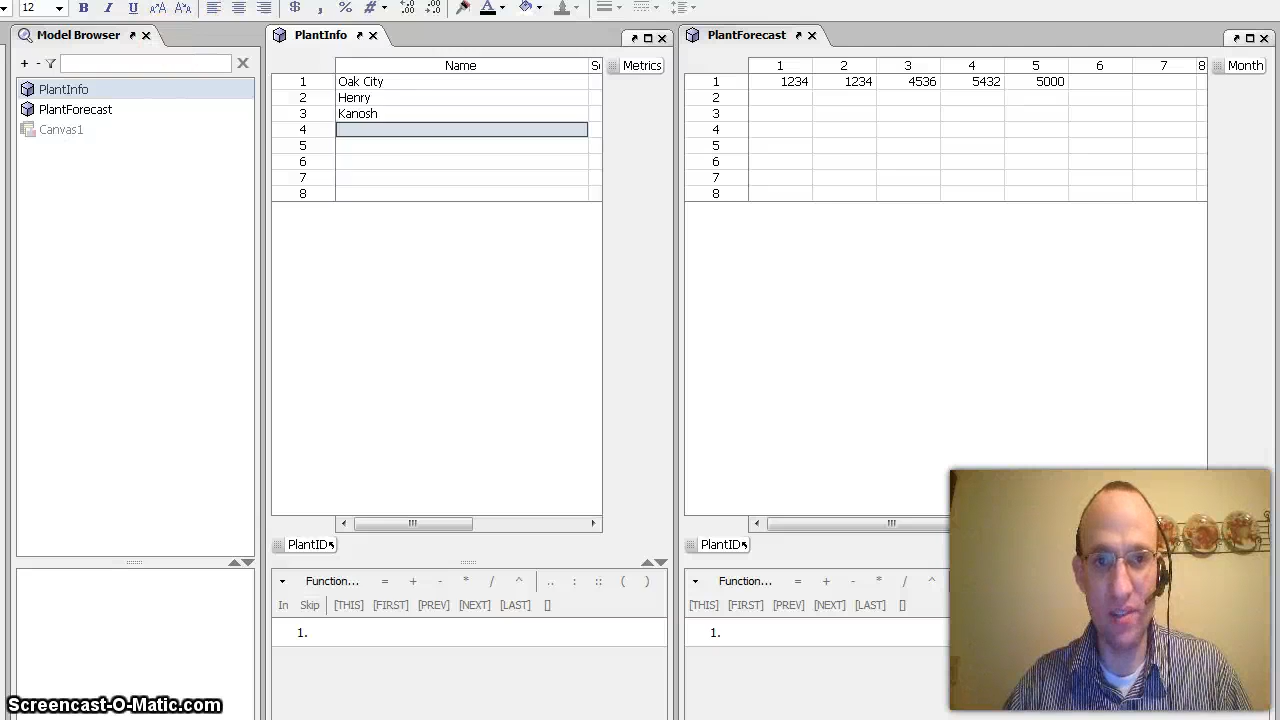 12 B I U A^A A^A $ , % # .00 .00 A
Model Browser
+ -
PlantInfo
PlantForecast
Canvas1
PlantInfo
Name
Metrics
1 Oak City
2 Henry
3 Kanosh
4
5
6
7
8
PlantID
Function... = + - * / ^ .. : :: ( )
In Skip [THIS] [FIRST] [PREV] [NEXT] [LAST] []
1.
PlantForecast
1 2 3 4 5 6 7 8
Month
1 1234 1234 4536 5432 5000
2
3
4
5
6
7
8
PlantID
Function... = + - * / ^
[THIS] [FIRST] [PREV] [NEXT] [LAST] []
1.
Screencast-O-Matic.com